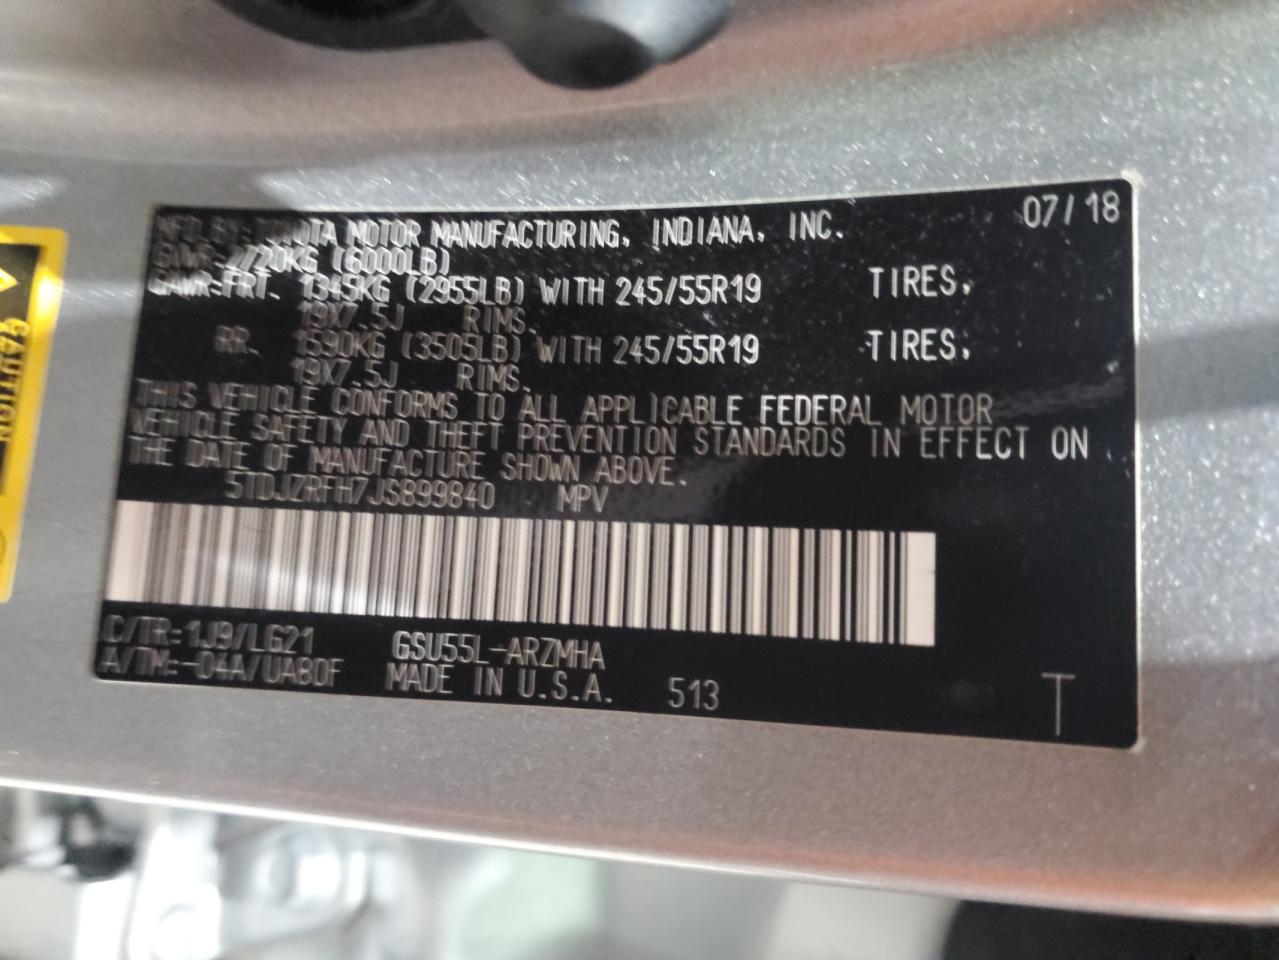 MFD. BY: TOYOTA MOTOR MANUFACTURING, INDIANA, INC. 07/18
GVWR: 2720KG (6000LB)
GAWR: FRT. 1345KG (2955LB) WITH 245/55R19 TIRES,
19X7.5J RIMS.
RR. 1590KG (3505LB) WITH 245/55R19 TIRES,
19X7.5J RIMS.
THIS VEHICLE CONFORMS TO ALL APPLICABLE FEDERAL MOTOR
VEHICLE SAFETY AND THEFT PREVENTION STANDARDS IN EFFECT ON
THE DATE OF MANUFACTURE SHOWN ABOVE.
5TDJZRFH7JS899840 MPV
C/TR: 1J9/LG21 GSU55L-ARZMHA
A/TM: -04A/UA80F MADE IN U.S.A. 513
T
CAUTION